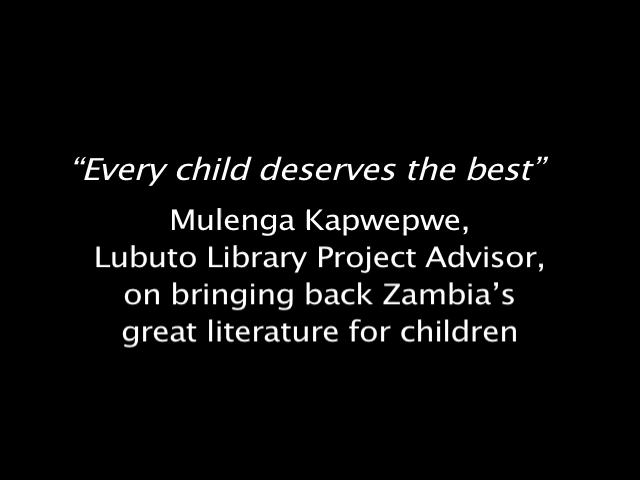 “Every child deserves the best”
Mulenga Kapwepwe,
Lubuto Library Project Advisor,
on bringing back Zambia’s
great literature for children